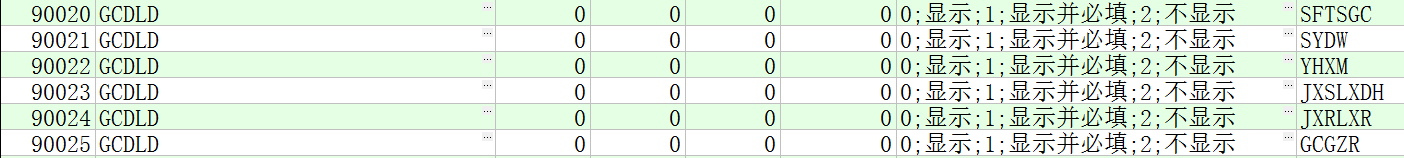 90020 GCDLD ... 0 0 0 0 0;显示;1;显示并必填;2;不显示 ... SFTSGC
90021 GCDLD ... 0 0 0 0 0;显示;1;显示并必填;2;不显示 ... SYDW
90022 GCDLD ... 0 0 0 0 0;显示;1;显示并必填;2;不显示 ... YHXM
90023 GCDLD ... 0 0 0 0 0;显示;1;显示并必填;2;不显示 ... JXSLXDH
90024 GCDLD ... 0 0 0 0 0;显示;1;显示并必填;2;不显示 ... JXRLXR
90025 GCDLD ... 0 0 0 0 0;显示;1;显示并必填;2;不显示 ... GCGZR